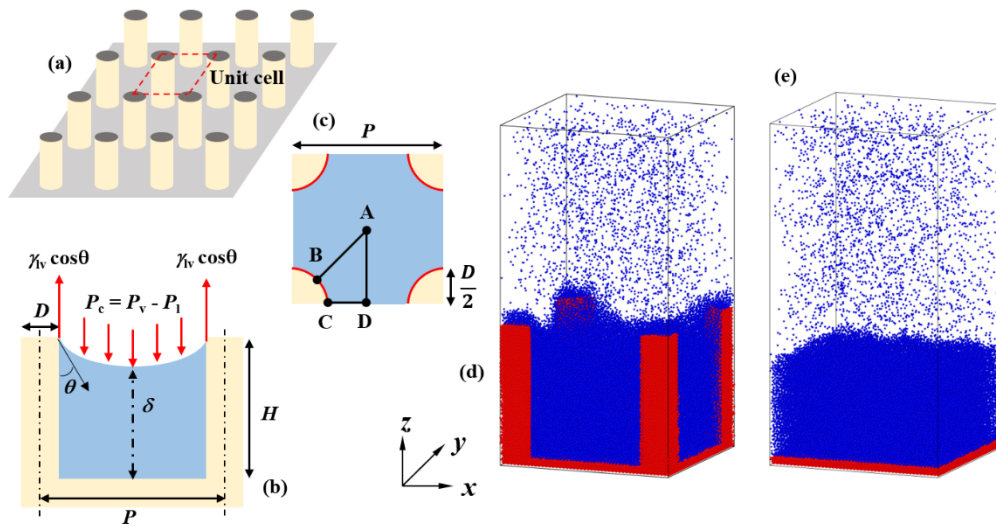 (a)
Unit cell
(c)
P
A
B
C
D
D
2
γlv cosθ
γlv cosθ
Pc = Pv - Pl
D
θ
δ
H
P
(b)
z
y
x
(d)
(e)